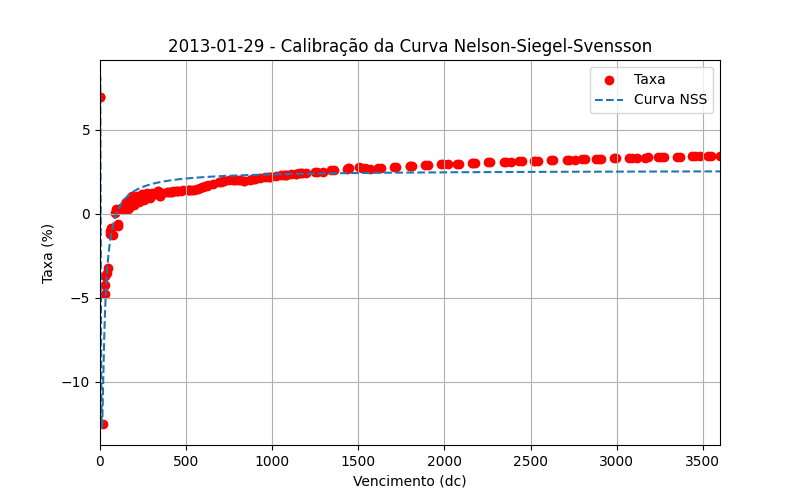 2013-01-29 - Calibração da Curva Nelson-Siegel-Svensson
Taxa
Curva NSS
Taxa (%)
5
0
−5
−10
0 500 1000 1500 2000 2500 3000 3500
Vencimento (dc)